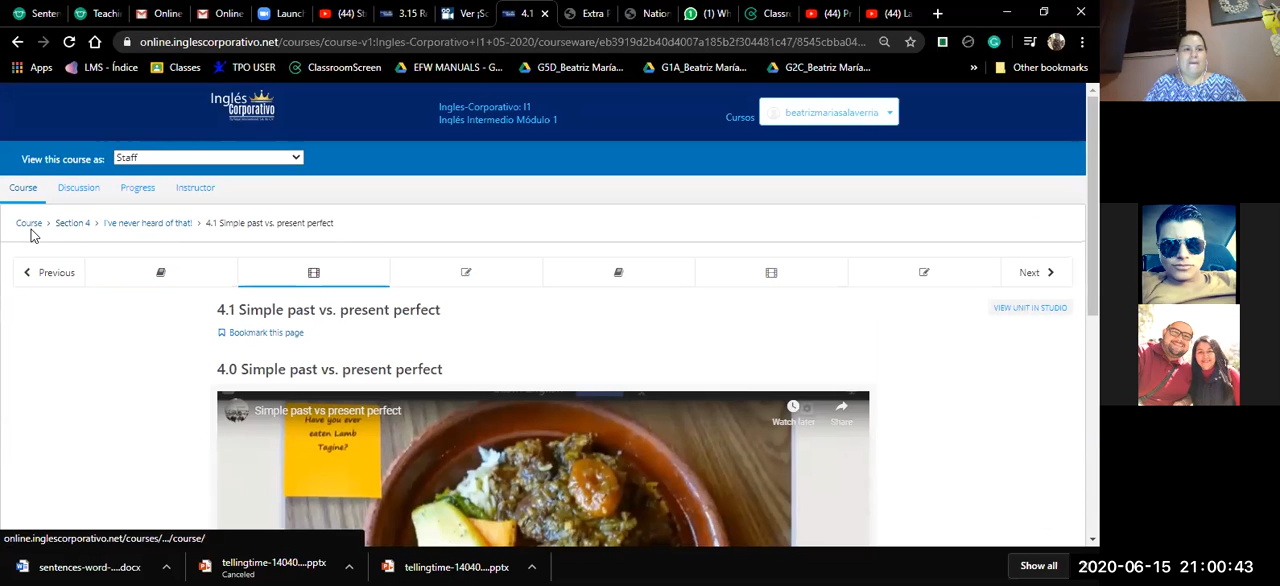 Senter
Teachi
Online
Online
Launc
(44) St
3.15 R
Ver ¡Sc
4.1
Extra P
Nation
(1) Wh
Classr
(44) P
(44) La
online.inglescorporativo.net/courses/course-v1:Ingles-Corporativo+I1+05-2020/courseware/eb3919d2b40d4007a185b2f304481c47/8545cbba04...
Apps
LMS - Índice
Classes
TPO USER
ClassroomScreen
EFW MANUALS - G...
G5D_Beatriz María...
G1A_Beatriz María...
G2C_Beatriz María...
»
Other bookmarks
Inglés
Corporativo
Ingles-Corporativo: I1
Inglés Intermedio Módulo 1
Cursos
beatrizmariasalaverria
View this course as:
Staff
Course
Discussion
Progress
Instructor
Course > Section 4 > I've never heard of that! > 4.1 Simple past vs. present perfect
Previous
Next
4.1 Simple past vs. present perfect
VIEW UNIT IN STUDIO
Bookmark this page
4.0 Simple past vs. present perfect
Simple past vs present perfect
Watch later
Share
Have you
ever
eaten Lamb
Tagine?
online.inglescorporativo.net/courses/.../course/
sentences-word-....docx
tellingtime-14040....pptx
Canceled
tellingtime-14040....pptx
Show all
2020-06-15 21:00:43